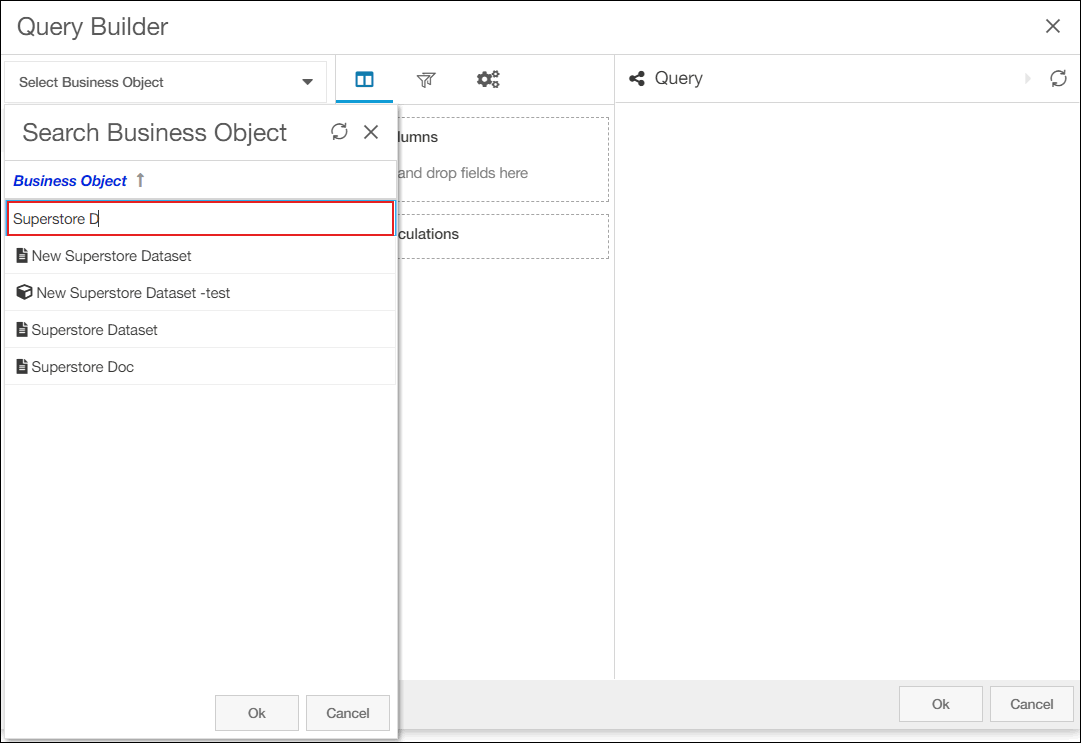 Query Builder
Select Business Object
Query
Search Business Object
lumns
Business Object
and drop fields here
Superstore D
culations
New Superstore Dataset
New Superstore Dataset -test
Superstore Dataset
Superstore Doc
Ok
Cancel
Ok
Cancel